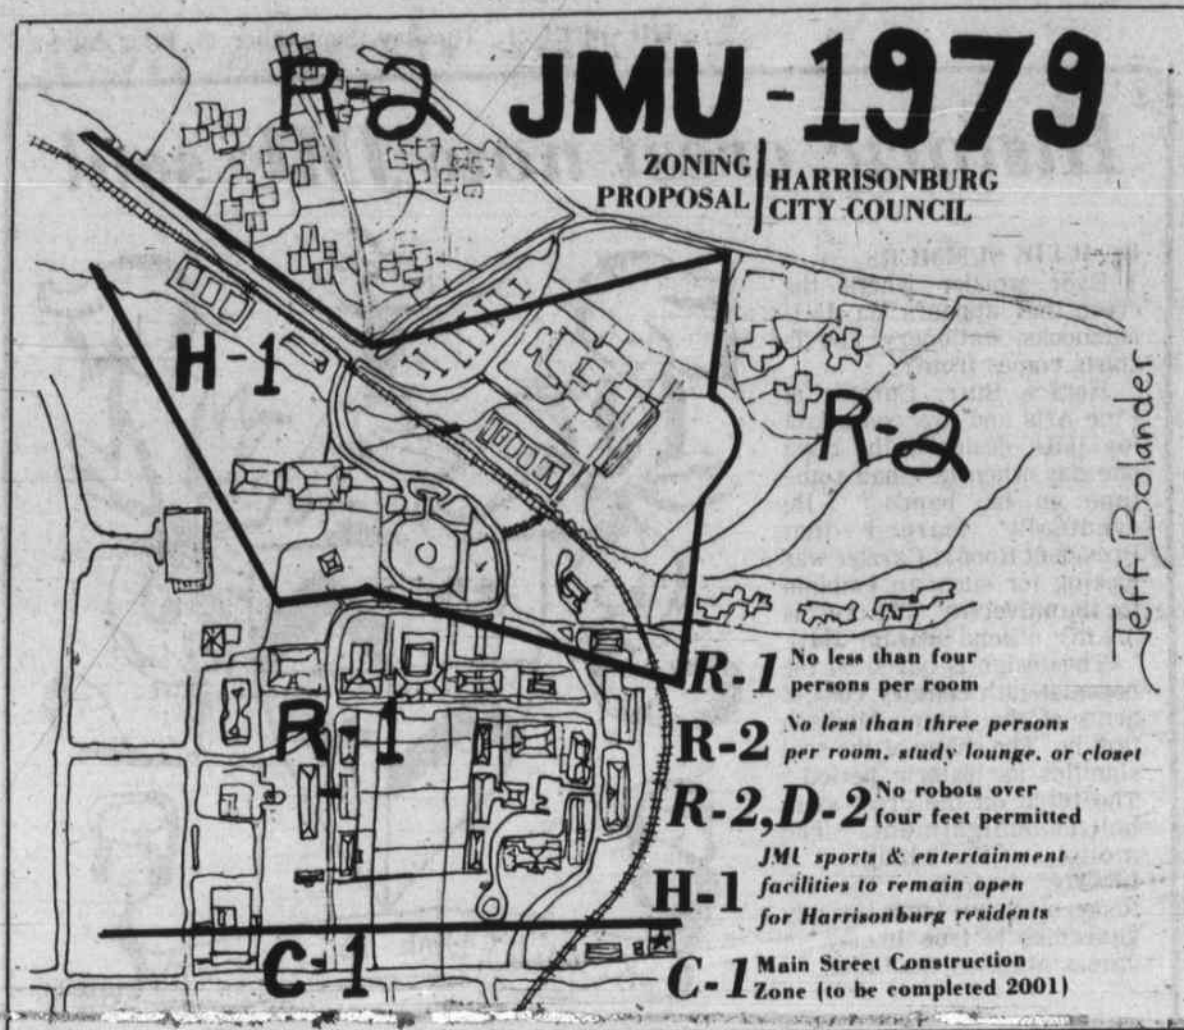 JMU-1979
ZONING PROPOSAL
HARRISONBURG CITY COUNCIL
R-2
H-1
R-2
R 1
C-1
Jeff Bolander
R-1 No less than four
persons per room
R-2 No less than three persons
per room, study lounge, or closet
R-2,D-2 No robots over
four feet permitted
H-1 JMU sports & entertainment
facilities to remain open
for Harrisonburg residents
C-1 Main Street Construction
Zone (to be completed 2001)